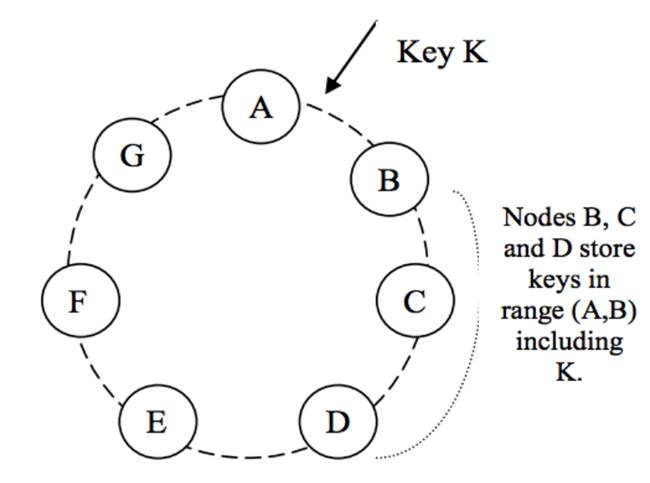 Key K
A
G
B
Nodes B, C
and D store
keys in
range (A,B)
including
K.
F
C
E
D